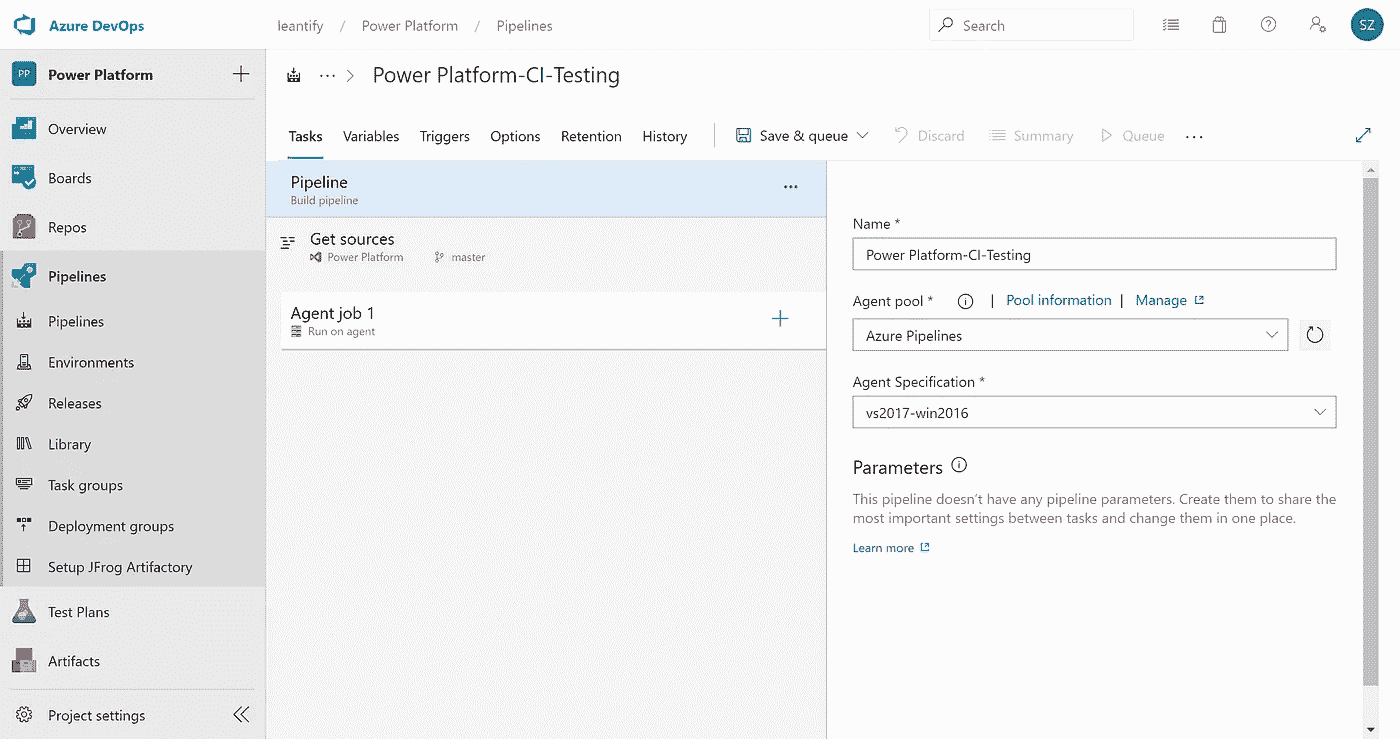 Azure DevOps
leantify / Power Platform / Pipelines
Search
SZ
PP
Power Platform
Overview
Boards
Repos
Pipelines
Pipelines
Environments
Releases
Library
Task groups
Deployment groups
Setup JFrog Artifactory
Test Plans
Artifacts
Project settings
··· > Power Platform-CI-Testing
Tasks Variables Triggers Options Retention History Save & queue Discard Summary Queue ...
Pipeline
Build pipeline
...
Get sources
Power Platform master
Agent job 1
Run on agent
Name *
Power Platform-CI-Testing
Agent pool * | Pool information | Manage
Azure Pipelines
Agent Specification *
vs2017-win2016
Parameters
This pipeline doesn't have any pipeline parameters. Create them to share the
most important settings between tasks and change them in one place.
Learn more